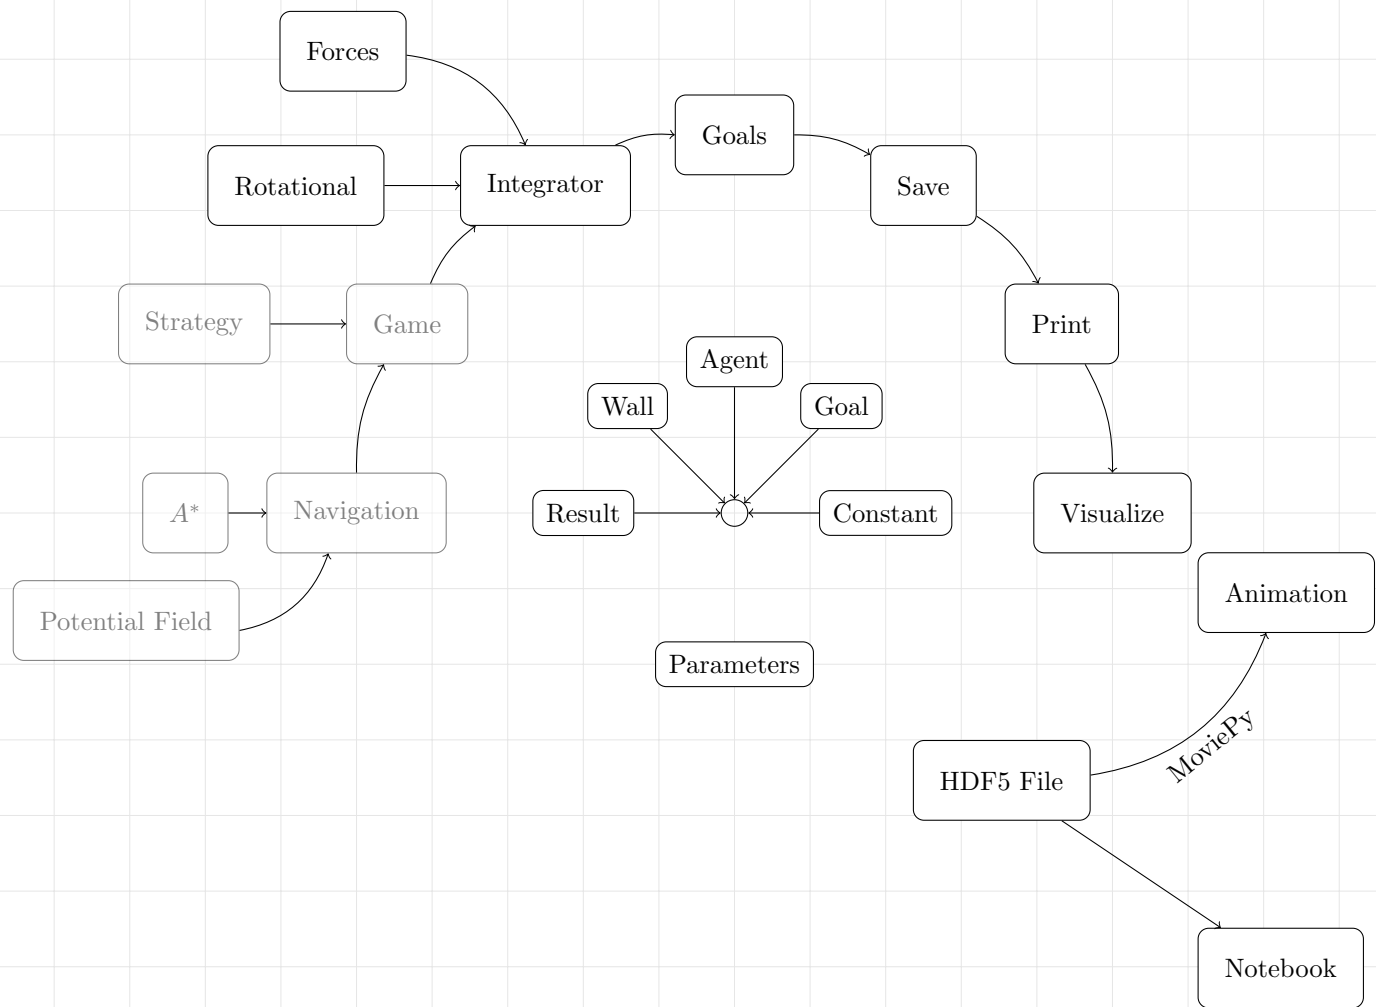 Forces
Goals
Rotational
Integrator
Save
Strategy
Game
Print
Agent
Wall
Goal
A*
Navigation
Result
Constant
Visualize
Animation
Potential Field
Parameters
MoviePy
HDF5 File
Notebook